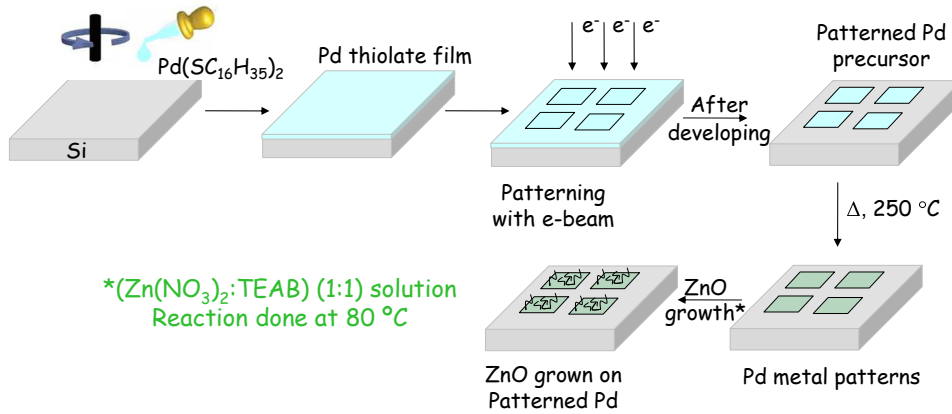 Pd(SC₁₆H₃₅)₂
Si
Pd thiolate film
e⁻ e⁻ e⁻
Patterning
with e-beam
After
developing
Patterned Pd
precursor
Δ, 250 °C
Pd metal patterns
ZnO
growth*
ZnO grown on
Patterned Pd
*(Zn(NO₃)₂:TEAB) (1:1) solution
Reaction done at 80 ºC